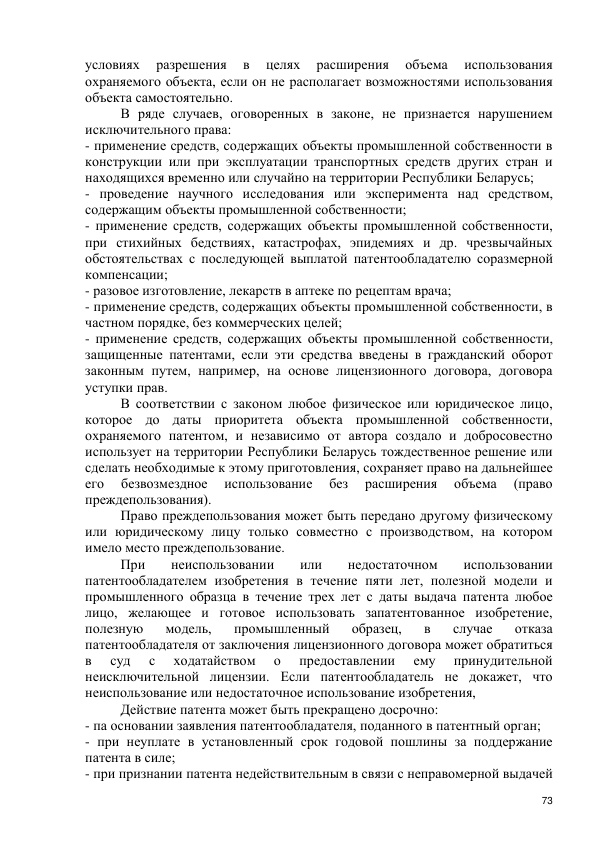 условиях разрешения в целях расширения объема использования
охраняемого объекта, если он не располагает возможностями использования
объекта самостоятельно.
В ряде случаев, оговоренных в законе, не признается нарушением
исключительного права:
- применение средств, содержащих объекты промышленной собственности в
конструкции или при эксплуатации транспортных средств других стран и
находящихся временно или случайно на территории Республики Беларусь;
- проведение научного исследования или эксперимента над средством,
содержащим объекты промышленной собственности;
- применение средств, содержащих объекты промышленной собственности,
при стихийных бедствиях, катастрофах, эпидемиях и др. чрезвычайных
обстоятельствах с последующей выплатой патентообладателю соразмерной
компенсации;
- разовое изготовление, лекарств в аптеке по рецептам врача;
- применение средств, содержащих объекты промышленной собственности, в
частном порядке, без коммерческих целей;
- применение средств, содержащих объекты промышленной собственности,
защищенные патентами, если эти средства введены в гражданский оборот
законным путем, например, на основе лицензионного договора, договора
уступки прав.
В соответствии с законом любое физическое или юридическое лицо,
которое до даты приоритета объекта промышленной собственности,
охраняемого патентом, и независимо от автора создало и добросовестно
использует на территории Республики Беларусь тождественное решение или
сделать необходимые к этому приготовления, сохраняет право на дальнейшее
его безвозмездное использование без расширения объема (право
преждепользования).
Право преждепользования может быть передано другому физическому
или юридическому лицу только совместно с производством, на котором
имело место преждепользование.
При неиспользовании или недостаточном использовании
патентообладателем изобретения в течение пяти лет, полезной модели и
промышленного образца в течение трех лет с даты выдача патента любое
лицо, желающее и готовое использовать запатентованное изобретение,
полезную модель, промышленный образец, в случае отказа
патентообладателя от заключения лицензионного договора может обратиться
в суд с ходатайством о предоставлении ему принудительной
неисключительной лицензии. Если патентообладатель не докажет, что
неиспользование или недостаточное использование изобретения,
Действие патента может быть прекращено досрочно:
- па основании заявления патентообладателя, поданного в патентный орган;
- при неуплате в установленный срок годовой пошлины за поддержание
патента в силе;
- при признании патента недействительным в связи с неправомерной выдачей
73